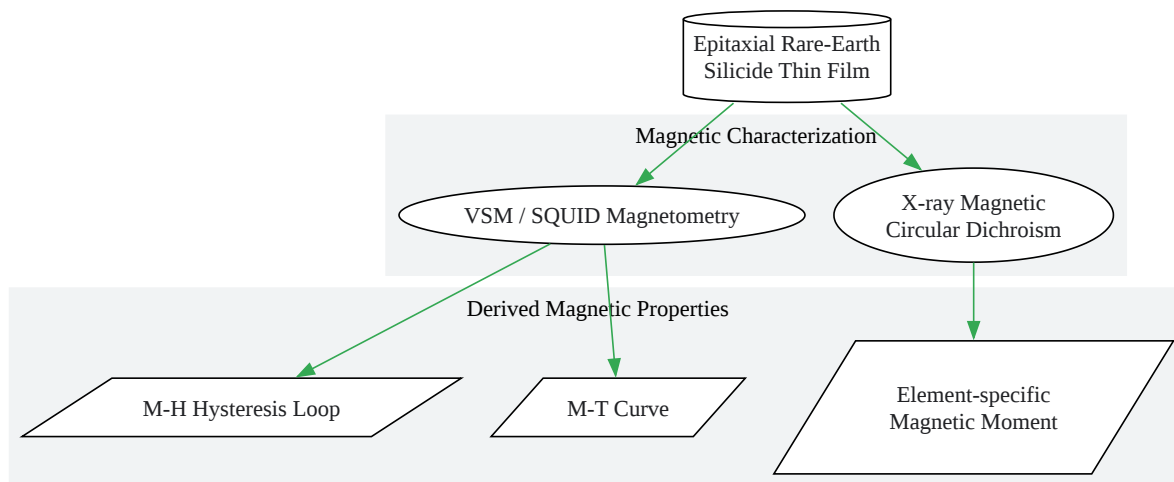 Epitaxial Rare-Earth
Silicide Thin Film
Magnetic Characterization
VSM / SQUID Magnetometry
X-ray Magnetic
Circular Dichroism
Derived Magnetic Properties
M-H Hysteresis Loop
M-T Curve
Element-specific
Magnetic Moment